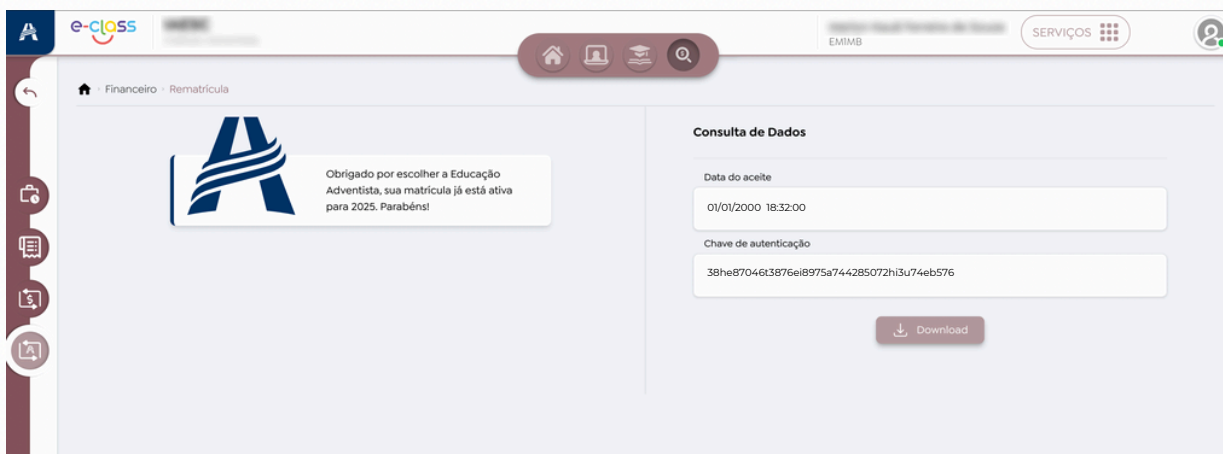 e-class
EMIMB
SERVIÇOS
Financeiro · Rematrícula
Obrigado por escolher a Educação
Adventista, sua matrícula já está ativa
para 2025. Parabéns!
Consulta de Dados
Data do aceite
01/01/2000 18:32:00
Chave de autenticação
38he87046t3876ei8975a744285072hi3u74eb576
Download